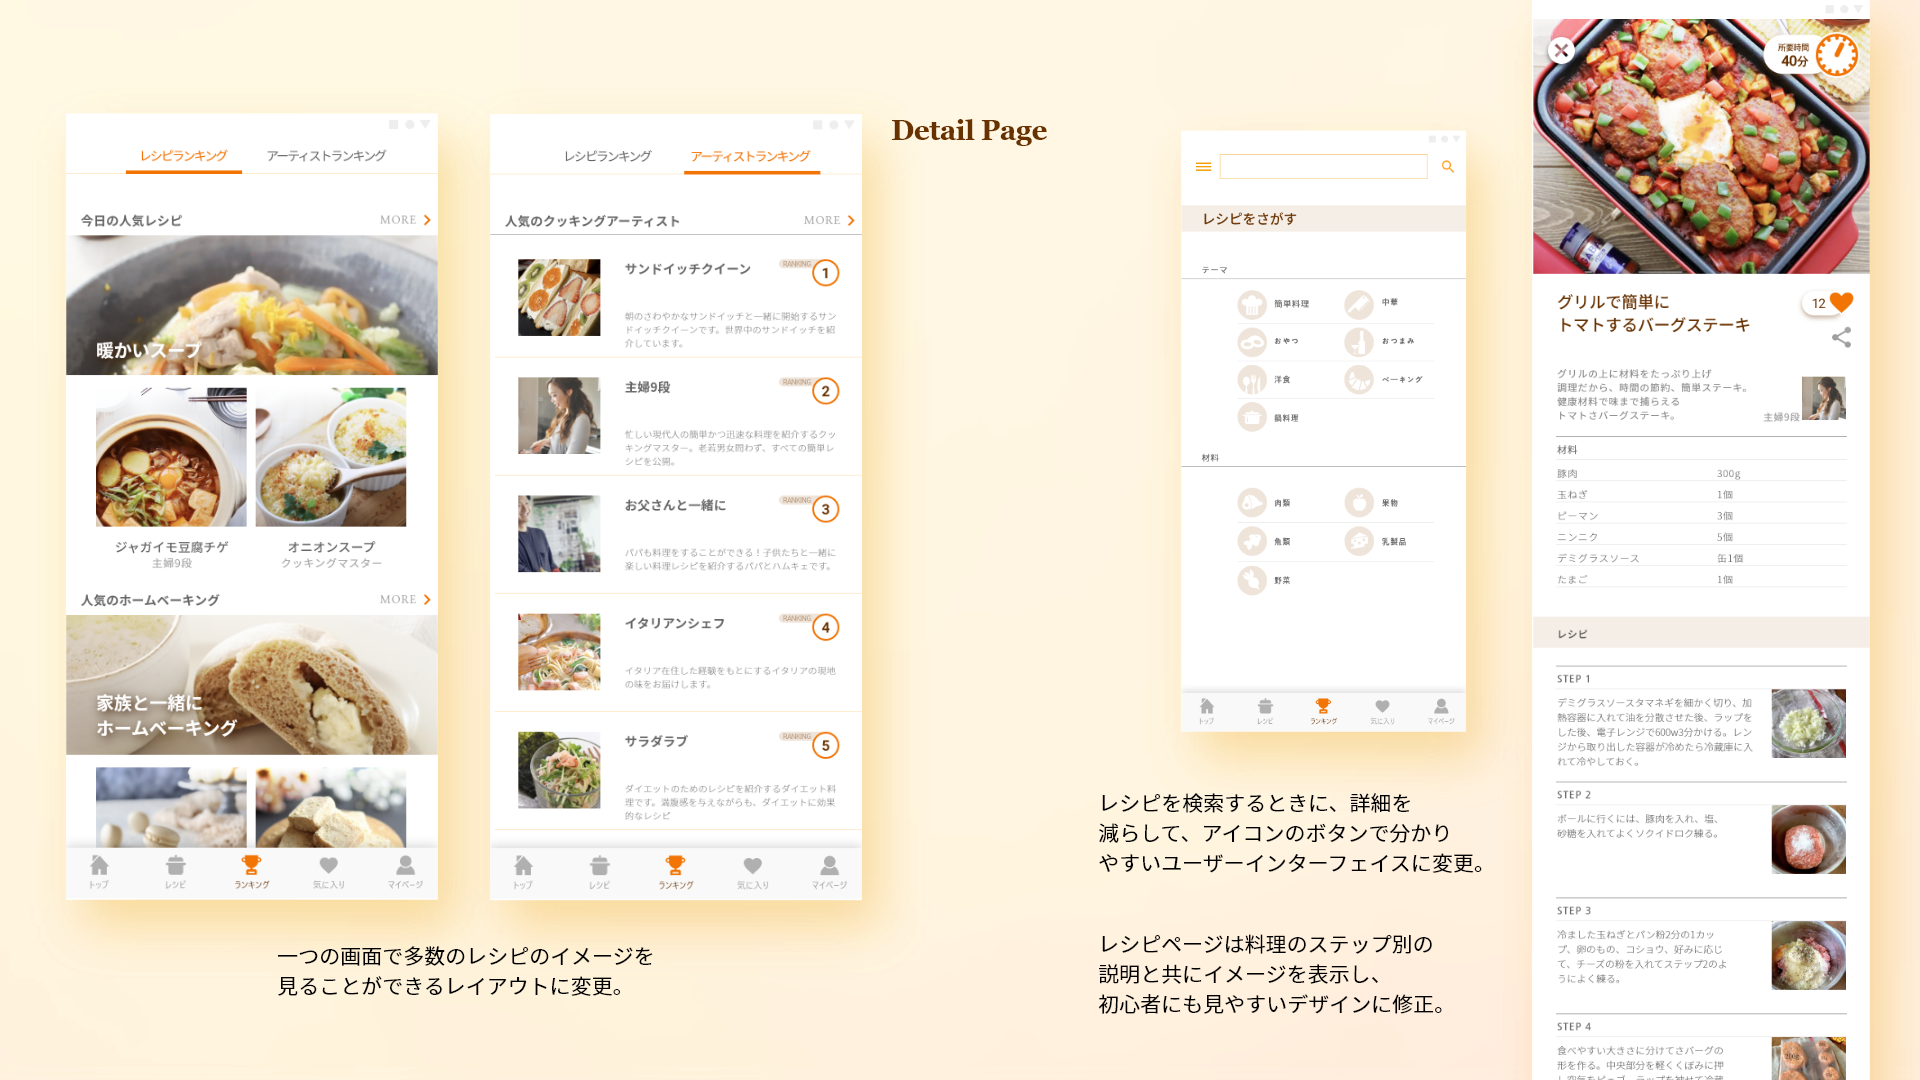 Detail Page
レシピランキング
アーティストランキング
今日の人気レシピ
MORE
暖かいスープ
ジャガイモ豆腐チゲ
主婦9段
オニオンスープ
クッキングマスター
人気のホームベーキング
MORE
家族と一緒に
ホームベーキング
トップ
レシピ
ランキング
気に入り
マイページ
レシピランキング
アーティストランキング
人気のクッキングアーティスト
MORE
サンドイッチクイーン
RANKING
1
朝のさわやかなサンドイッチと一緒に開始するサン
ドイッチクイーンです。世界中のサンドイッチを紹
介しています。
主婦9段
RANKING
2
忙しい現代人の簡単かつ迅速な料理を紹介するクッ
キングマスター。老若男女問わず、すべての簡単レ
シピを公開。
お父さんと一緒に
RANKING
3
パパも料理をすることができる！子供たちと一緒に
楽しい料理レシピを紹介するパパとハムキェです。
イタリアンシェフ
RANKING
4
イタリア在住した経験をもとにするイタリアの現地
の味をお届けします。
サラダラブ
RANKING
5
ダイエットのためのレシピを紹介するダイエット料
理です。満腹感を与えながらも、ダイエットに効果
的なレシピ
トップ
レシピ
ランキング
気に入り
マイページ
一つの画面で多数のレシピのイメージを
見ることができるレイアウトに変更。
レシピをさがす
テーマ
簡単料理
中華
おやつ
おつまみ
洋食
ベーキング
鍋料理
材料
肉類
果物
魚類
乳製品
野菜
トップ
レシピ
ランキング
気に入り
マイページ
レシピを検索するときに、詳細を
減らして、アイコンのボタンで分かり
やすいユーザーインターフェイスに変更。
レシピページは料理のステップ別の
説明と共にイメージを表示し、
初心者にも見やすいデザインに修正。
所要時間
40分
グリルで簡単に
トマトするバーグステーキ
12
グリルの上に材料をたっぷり上げ
調理だから、時間の節約、簡単ステーキ。
健康材料で味まで捕らえる
トマトさバーグステーキ。
主婦9段
材料
豚肉 300g
玉ねぎ 1個
ピーマン 3個
ニンニク 5個
デミグラスソース 缶1個
たまご 1個
レシピ
STEP 1
デミグラスソースタマネギを細かく切り、加
熱容器に入れて油を分散させた後、ラップを
した後、電子レンジで600w3分かける。レン
ジから取り出した容器が冷めたら冷蔵庫に入
れて冷やしておく。
STEP 2
ボールに行くには、豚肉を入れ、塩、
砂糖を入れてよくソクイドロク練る。
STEP 3
冷ました玉ねぎとパン粉2分の1カッ
プ、卵のもの、コショウ、好みに応じ
て、チーズの粉を入れてステップ2のよ
うによく練る。
STEP 4
食べやすい大きさに分けてさバーグの
形を作る。中央部分を軽くくぼみに押